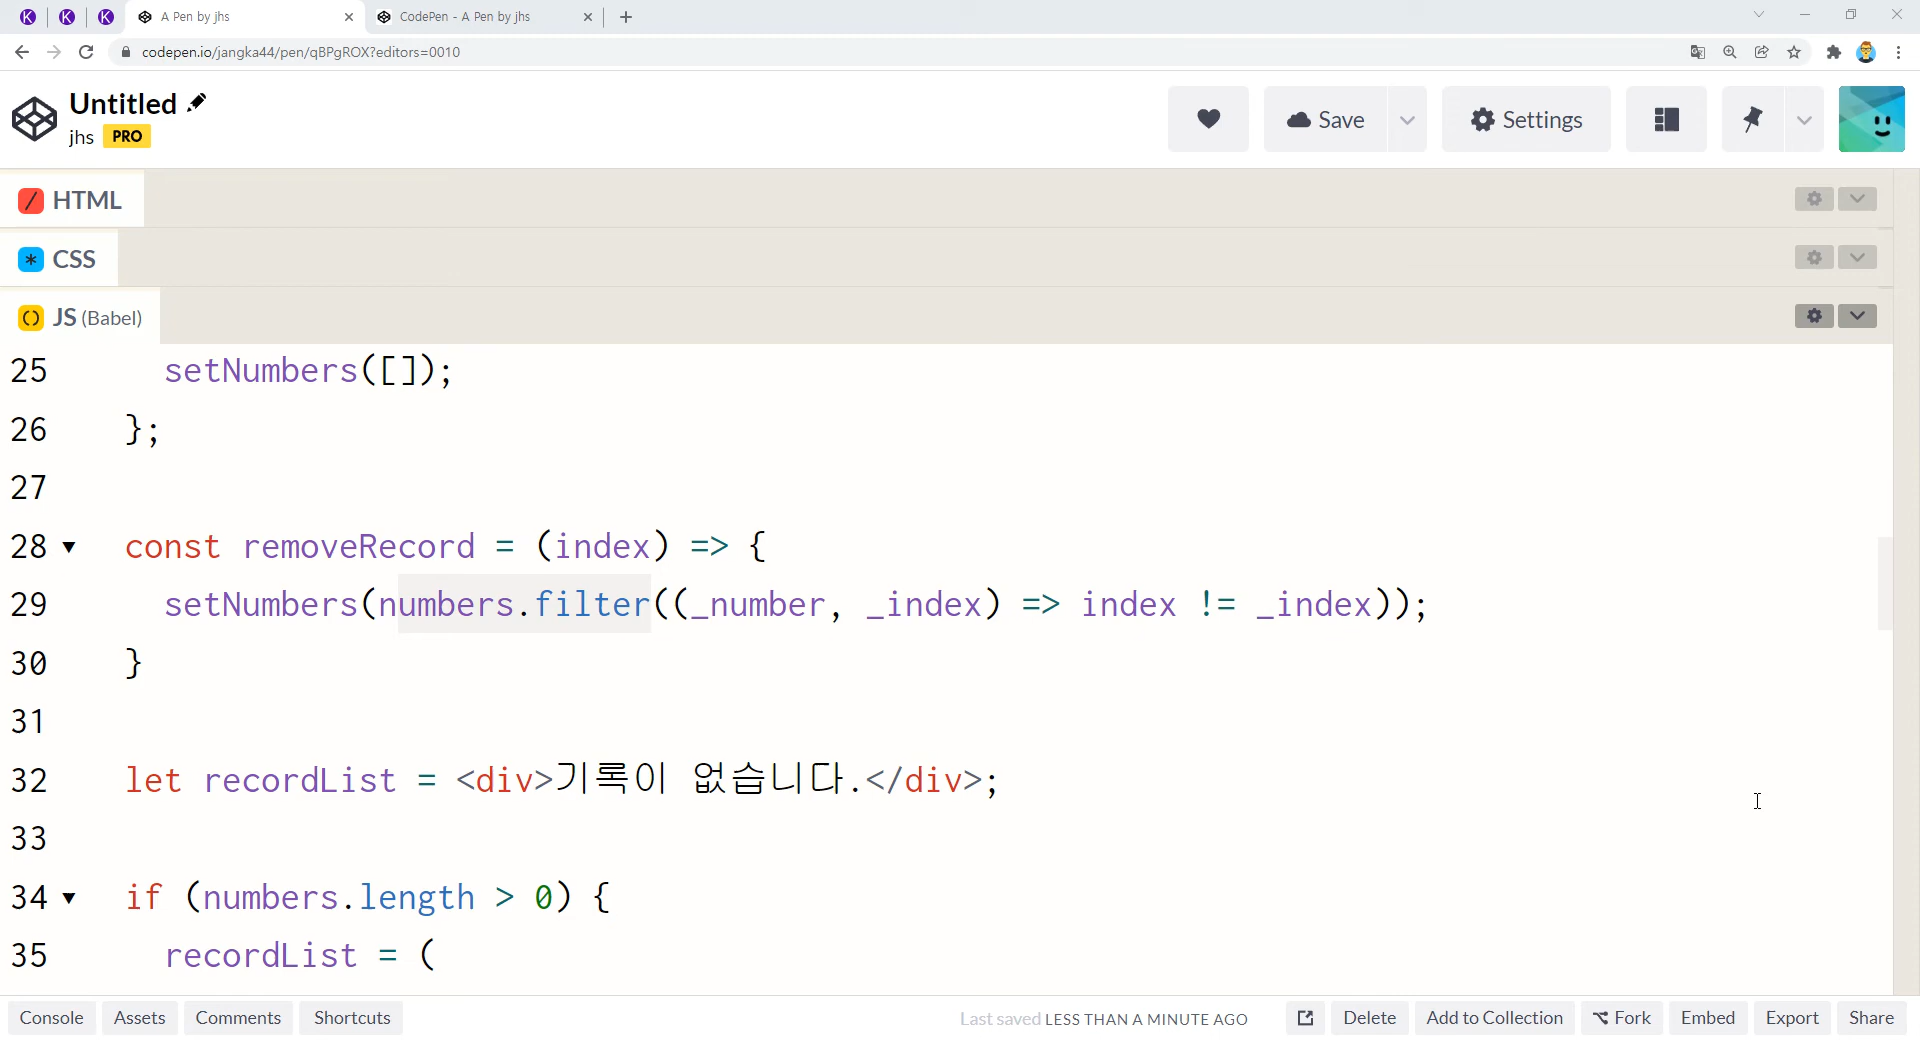 A Pen by jhs
CodePen - A Pen by jhs
codepen.io/jangka44/pen/qBPgROX?editors=0010
Untitled
jhs PRO
Save
Settings
HTML
CSS
JS (Babel)
25 setNumbers([]);
26 };
27
28 const removeRecord = (index) => {
29 setNumbers(numbers.filter((_number, _index) => index != _index));
30 }
31
32 let recordList = <div>기록이 없습니다.</div>;
33
34 if (numbers.length > 0) {
35 recordList = (
Console Assets Comments Shortcuts Last saved LESS THAN A MINUTE AGO Delete Add to Collection Fork Embed Export Share